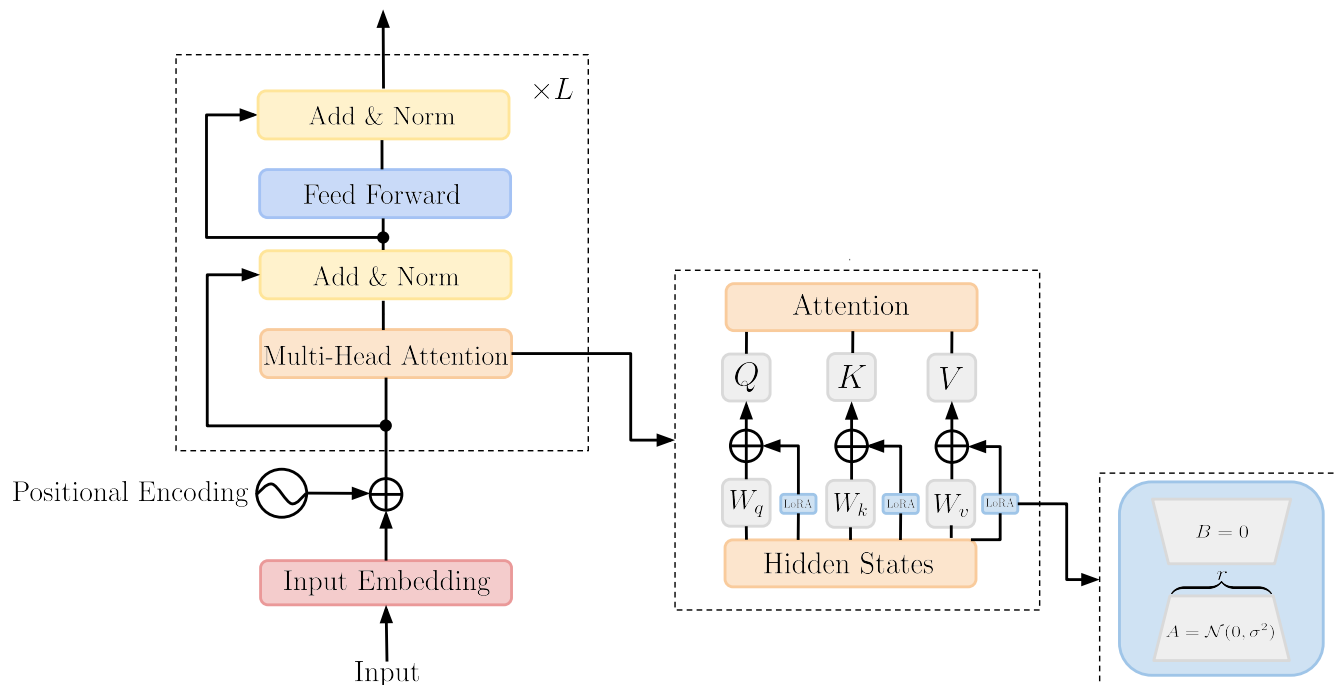 ×L
Add & Norm
Feed Forward
Add & Norm
Multi-Head Attention
Positional Encoding
Input Embedding
Input
Attention
Q K V
W_q LoRA W_k LoRA W_v LoRA
Hidden States
B = 0
r
A = 𝒩(0, σ²)